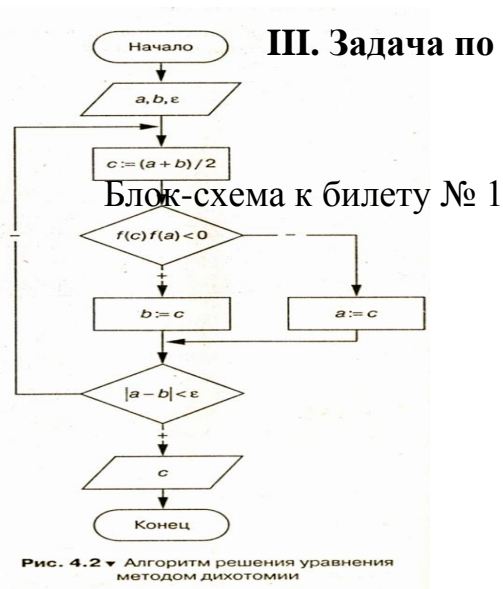 III. Задача по
Начало
a, b, ε
c := (a + b) / 2
Блок-схема к билету № 1
f(c) f(a) < 0
–
–
+
b := c
a := c
|a – b| < ε
+
c
Конец
Рис. 4.2 ▾ Алгоритм решения уравнения
методом дихотомии